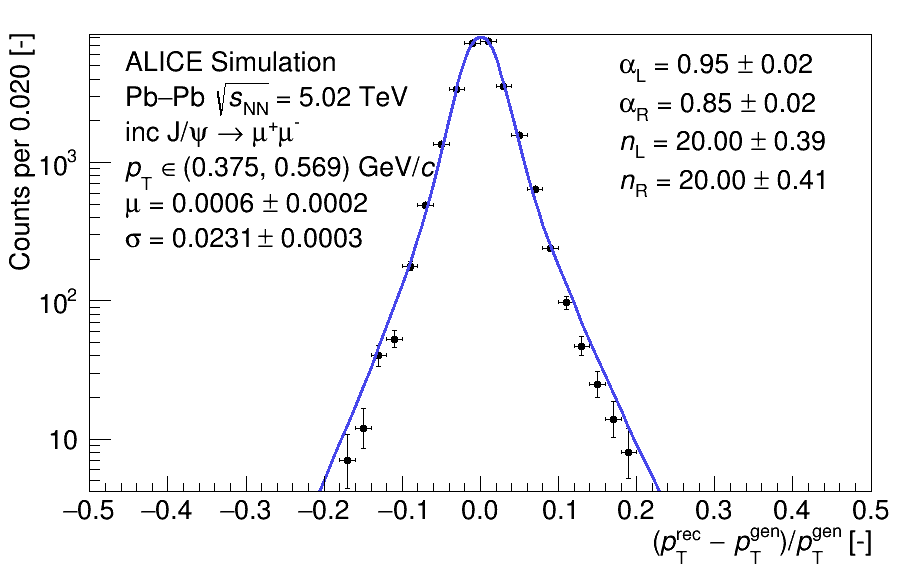 Counts per 0.020 [-]
ALICE Simulation
Pb–Pb √sNN = 5.02 TeV
inc J/ψ → μ⁺μ⁻
pT ∈ (0.375, 0.569) GeV/c
μ = 0.0006 ± 0.0002
σ = 0.0231 ± 0.0003
αL = 0.95 ± 0.02
αR = 0.85 ± 0.02
nL = 20.00 ± 0.39
nR = 20.00 ± 0.41
10³
10²
10
−0.5 −0.4 −0.3 −0.2 −0.1 0.0 0.1 0.2 0.3 0.4 0.5
(pTrec − pTgen)/pTgen [-]